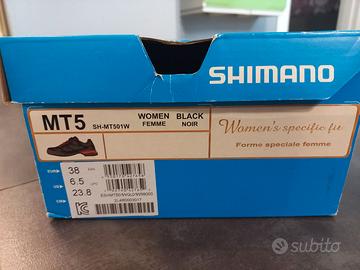 SHIMANO
MT5
SH-MT501W
WOMEN
FEMME
BLACK
NOIR
Women's specific fit
Forme speciale femme
38
6.5
23.8
subito